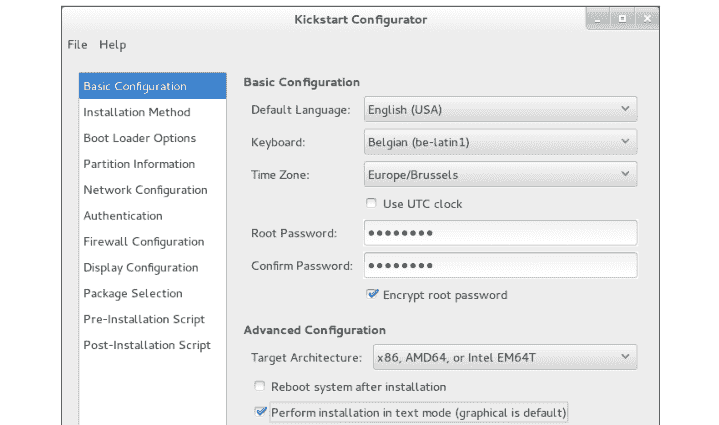 Kickstart Configurator
File Help
Basic Configuration
Installation Method
Boot Loader Options
Partition Information
Network Configuration
Authentication
Firewall Configuration
Display Configuration
Package Selection
Pre-Installation Script
Post-Installation Script
Basic Configuration
Default Language: English (USA)
Keyboard: Belgian (be-latin1)
Time Zone: Europe/Brussels
Use UTC clock
Root Password: ●●●●●●●●
Confirm Password: ●●●●●●●●
Encrypt root password
Advanced Configuration
Target Architecture: x86, AMD64, or Intel EM64T
Reboot system after installation
Perform installation in text mode (graphical is default)